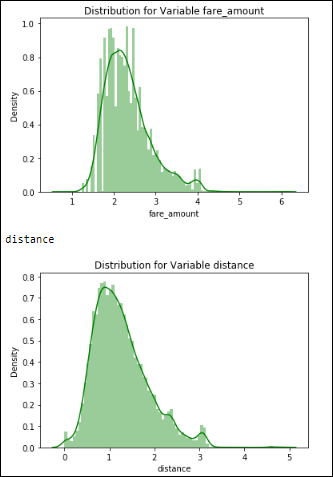 Distribution for Variable fare_amount
1.0
0.8
0.6
0.4
0.2
0.0
Density
1 2 3 4 5 6
fare_amount
distance
Distribution for Variable distance
0.8
0.7
0.6
0.5
0.4
0.3
0.2
0.1
0.0
Density
0 1 2 3 4 5
distance